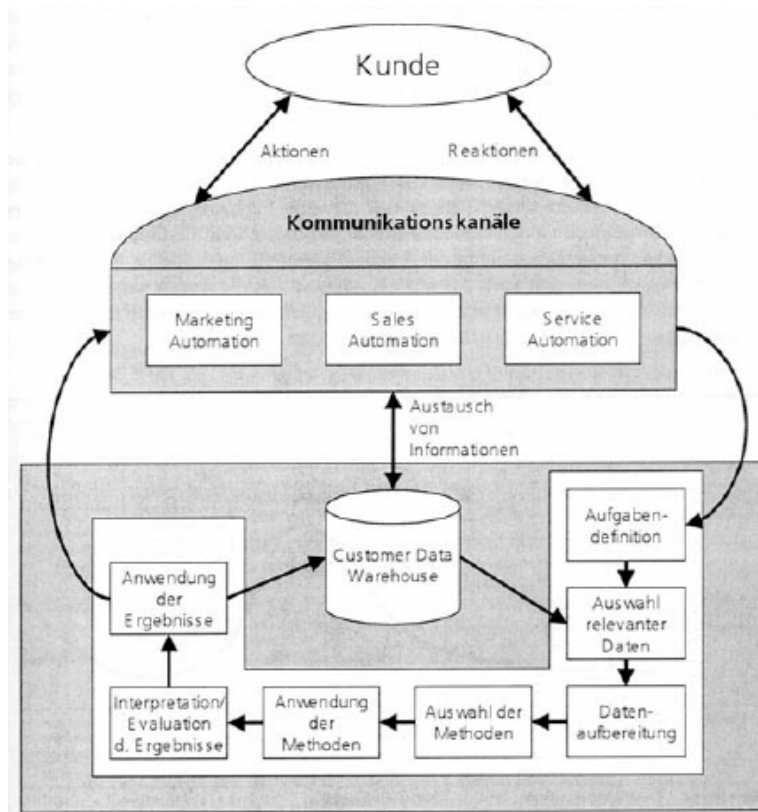 Kunde
Aktionen
Reaktionen
Kommunikationskanäle
Marketing
Automation
Sales
Automation
Service
Automation
Austausch
von
Informationen
Customer Data
Warehouse
Aufgaben-
definition
Auswahl
relevanter
Daten
Daten-
aufbereitung
Auswahl der
Methoden
Anwendung
der
Methoden
Interpretation/
Evaluation
d. Ergebnisse
Anwendung
der
Ergebnisse